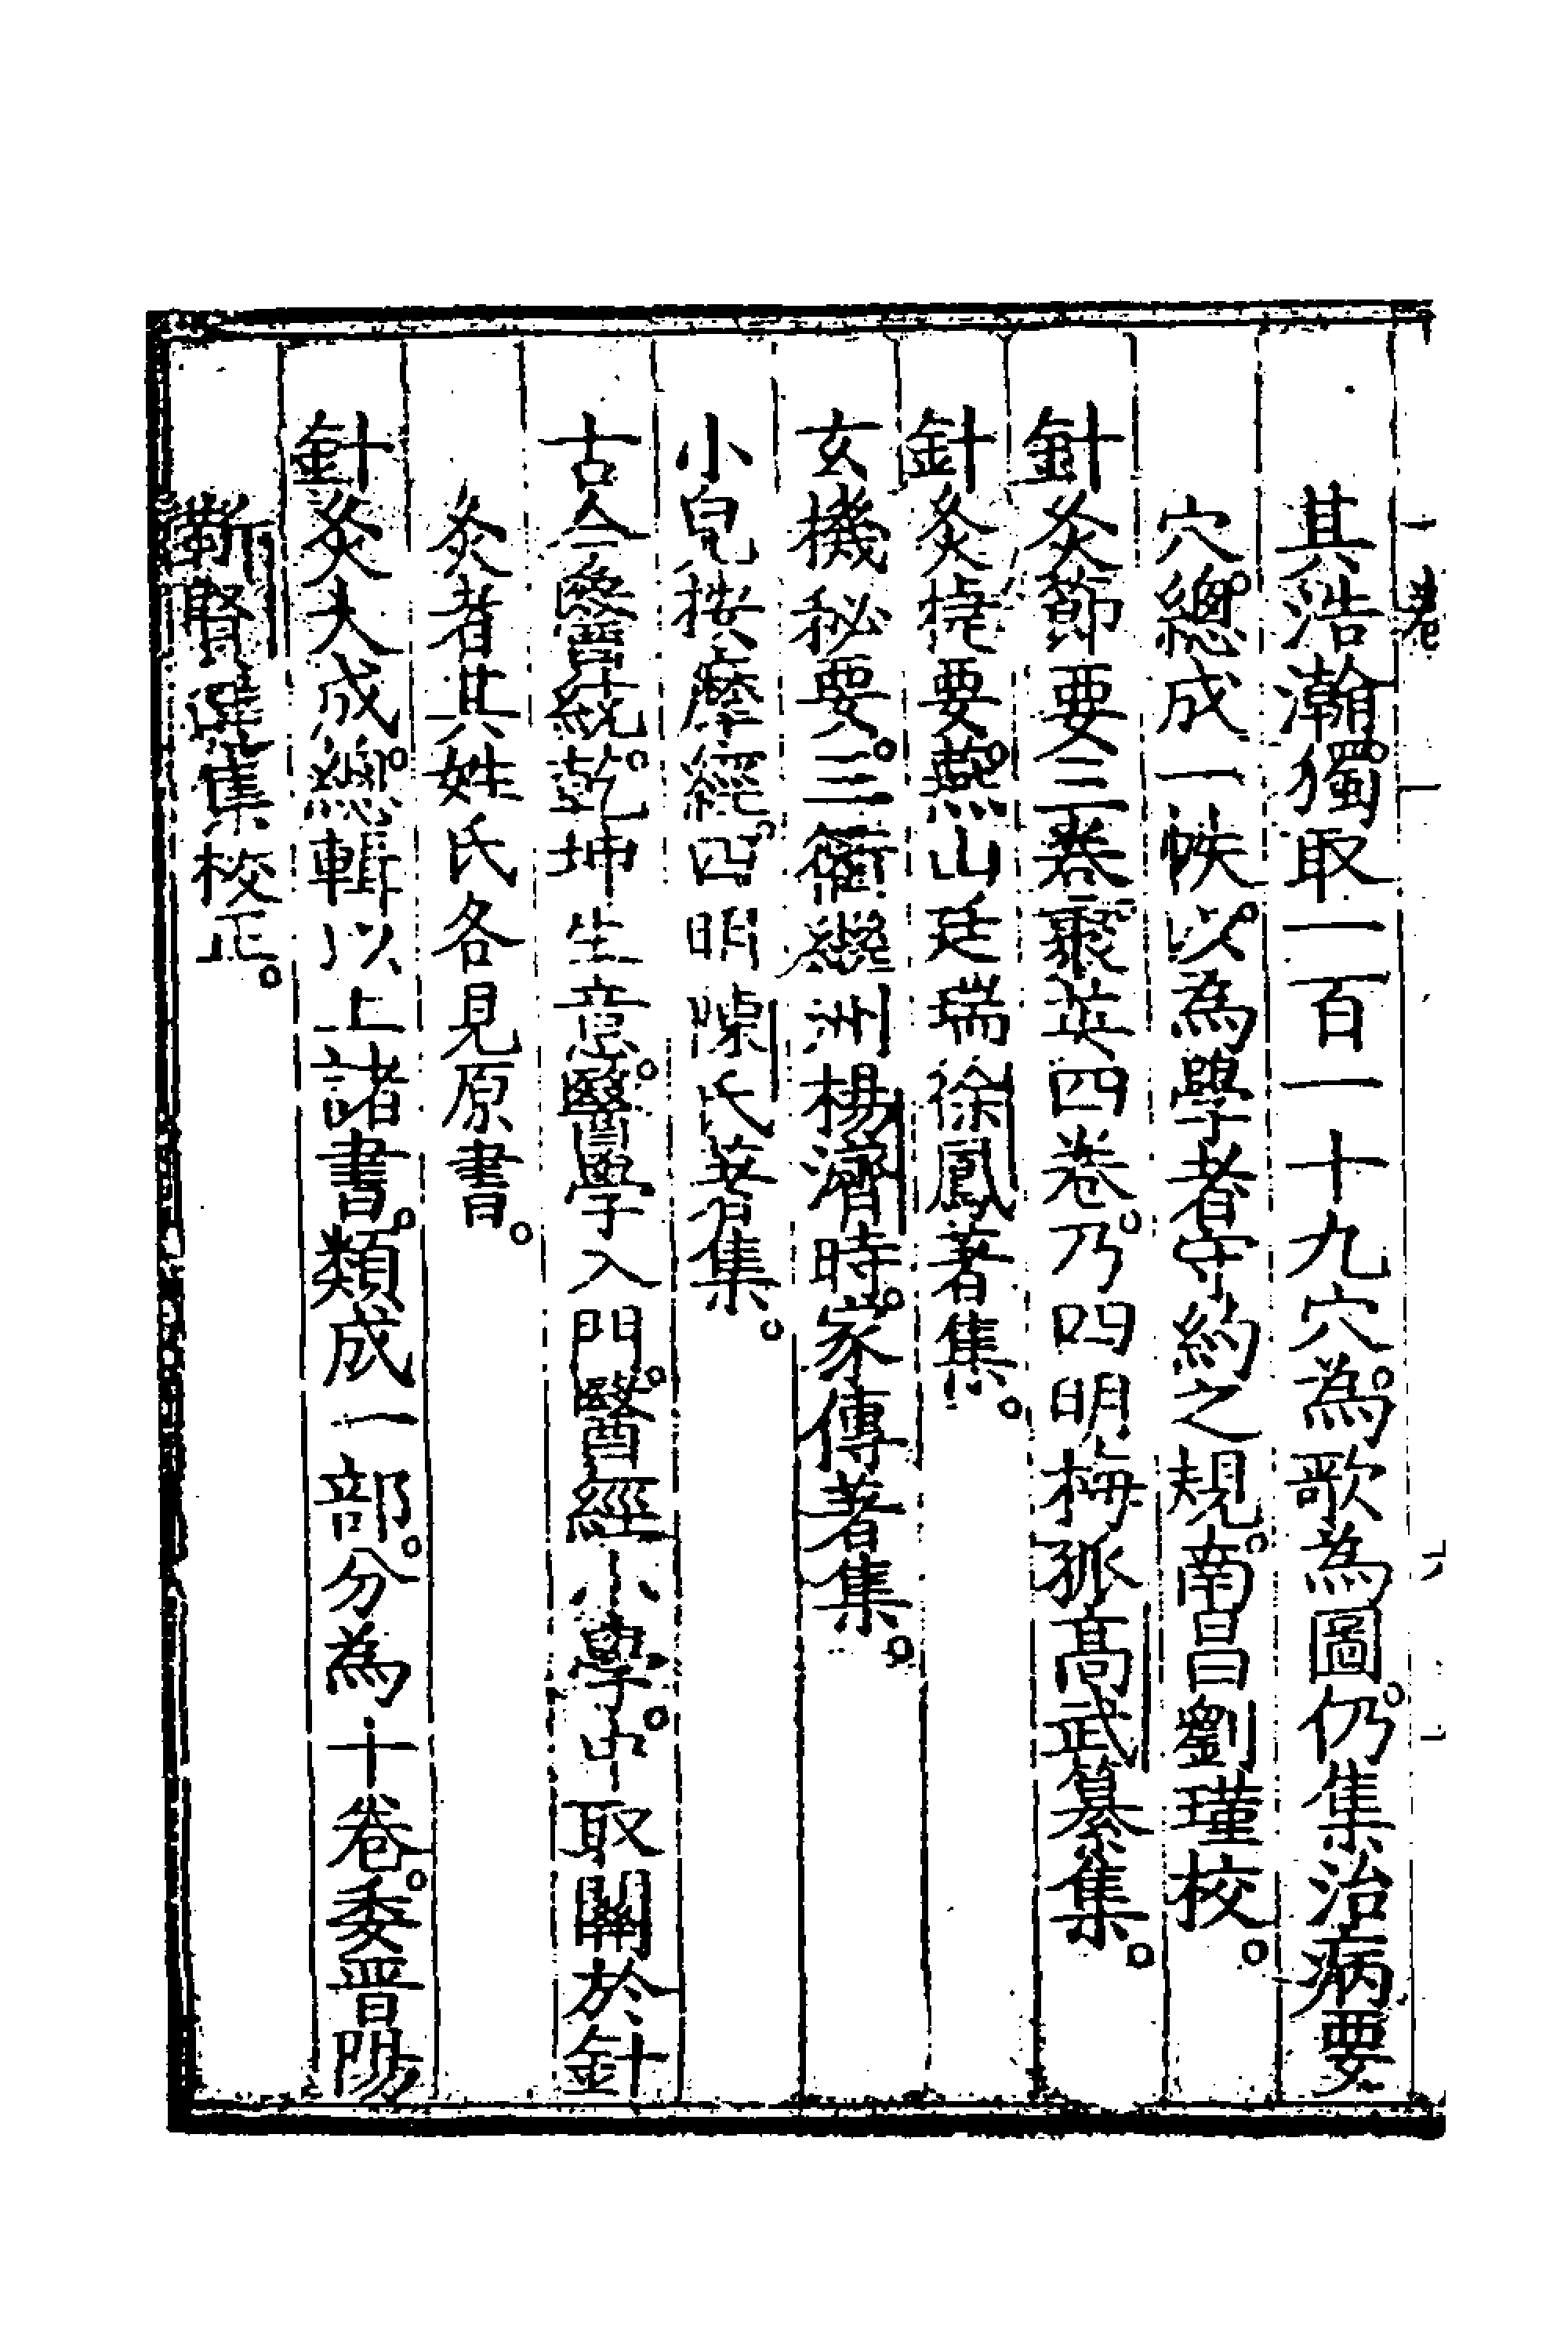 其浩瀚。獨取一百一十九穴。為歌為圖。仍集治病要
穴。總成一帙。以為學者守約之規。南昌劉瑾校。
針灸節要三卷。聚英四卷。乃四明梅孤高武纂集。
針灸捷要。燕山廷瑞徐鳳著集。
玄機秘要。三衢繼洲楊濟時。家傳著集。
小兒按摩經。四明陳氏著集。
古今醫統。乾坤生意。醫學入門。醫經小學。中取關於針
灸者其姓氏各見原書。
針灸大成。總輯以上諸書。類成一部。分為十卷。委晉陽
靳賢選集校正。